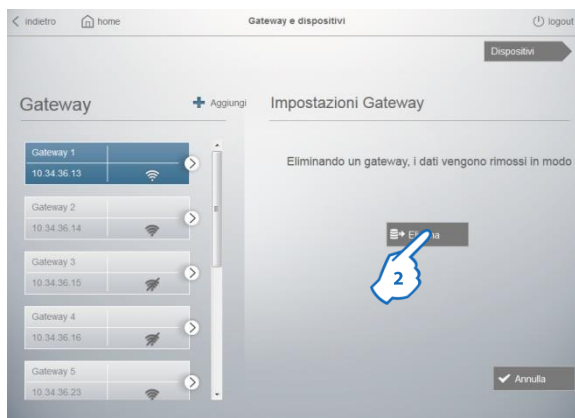 indietro home Gateway e dispositivi logout
Dispositivi
Gateway Aggiungi Impostazioni Gateway
Gateway 1
10.34.36.13
Eliminando un gateway, i dati vengono rimossi in modo
Gateway 2
10.34.36.14
2
Gateway 3
10.34.36.15
Gateway 4
10.34.36.16
Gateway 5
10.34.36.23
Annulla